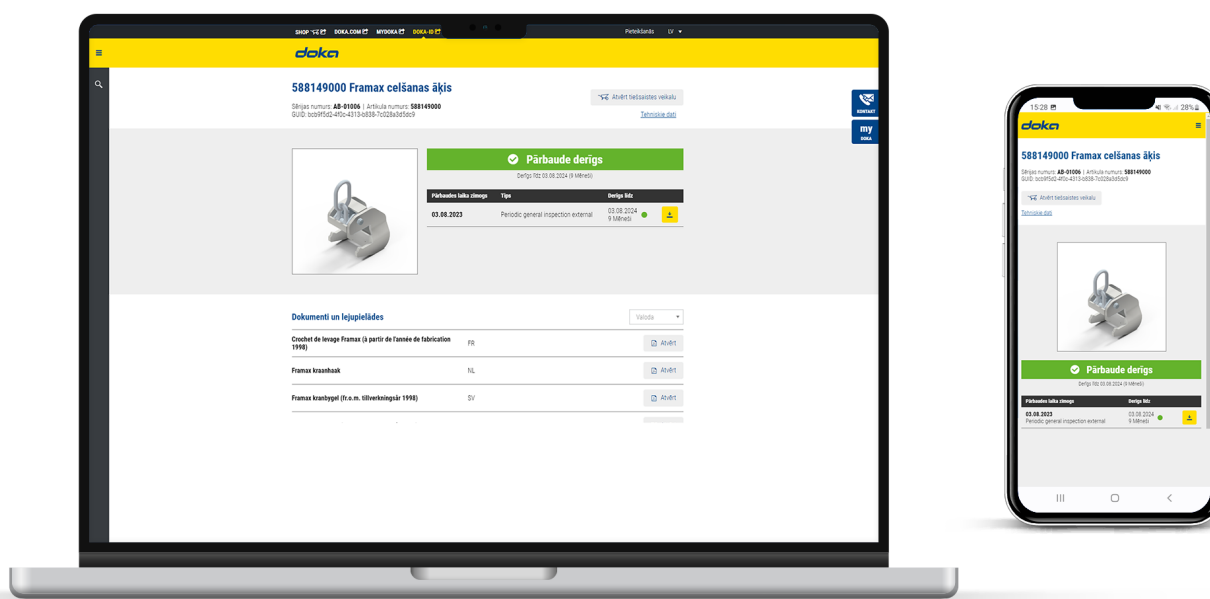 SHOP DOKA.COM MYDOKA DOKA-ID Pieteikšanās LV
doka
588149000 Framax celšanas āķis
Sērijas numurs: AB-01006 | Artikula numurs: 588149000
GUID: bcb9f5d2-4f0c-4313-b838-7c028a3d5dc9
Atvērt tiešsaistes veikalu
Tehniskie dati
KONTAKT
my
DOKA
Pārbaude derīgs
Derīgs līdz 03.08.2024 (9 Mēneši)
Pārbaudes laika zīmogs Tips Derīgs līdz
03.08.2023 Periodic general inspection external 03.08.2024
9 Mēneši
Dokumenti un lejupielādes Valoda
Crochet de levage Framax (à partir de l'année de fabrication
1998) FR Atvērt
Framax kraanhaak NL Atvērt
Framax kranbygel (fr.o.m. tillverkningsår 1998) SV Atvērt
15:28 28%
doka
588149000 Framax celšanas āķis
Sērijas numurs: AB-01006 | Artikula numurs: 588149000
GUID: bcb9f5d2-4f0c-4313-b838-7c028a3d5dc9
Atvērt tiešsaistes veikalu
Tehniskie dati
Pārbaude derīgs
Derīgs līdz 03.08.2024 (9 Mēneši)
Pārbaudes laika zīmogs Derīgs līdz
03.08.2023 03.08.2024
Periodic general inspection external 9 Mēneši